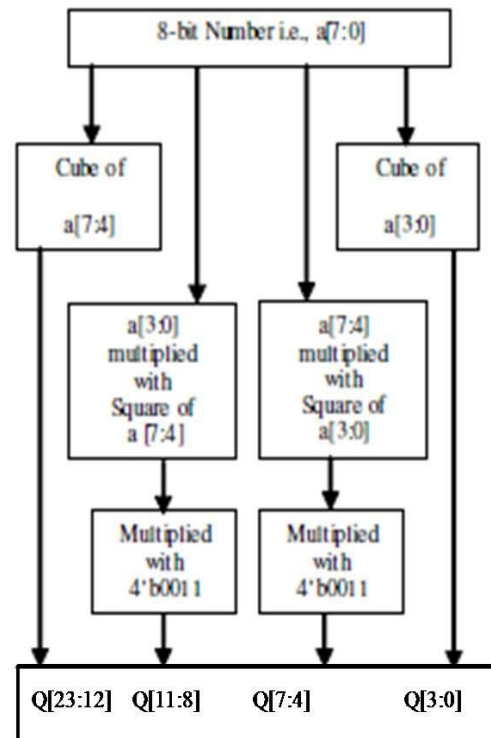 8-bit Number i.e., a[7:0]
Cube of
a[7:4]
Cube of
a[3:0]
a[3:0]
multiplied
with
Square of
a [7:4]
a[7:4]
multiplied
with
Square of
a[3:0]
Multiplied
with
4'b0011
Multiplied
with
4'b0011
Q[23:12] Q[11:8] Q[7:4] Q[3:0]